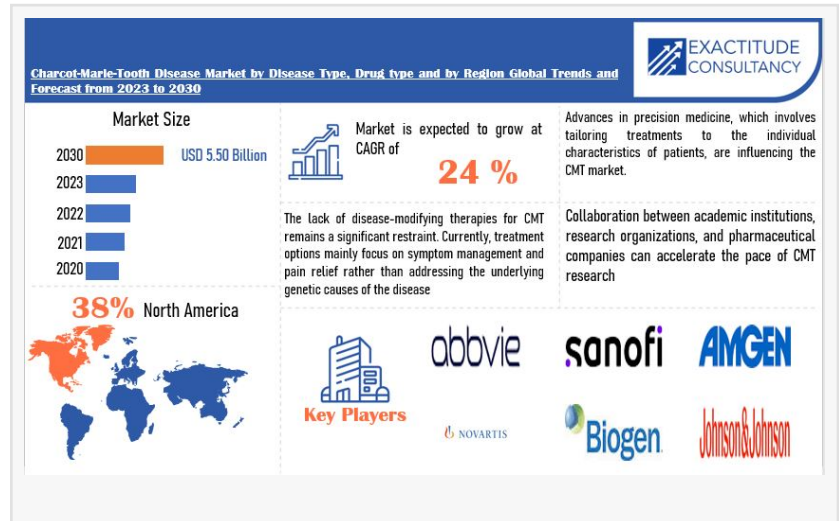 Charcot-Marie-Tooth Disease Market by Disease Type, Drug type and by Region Global Trends and
Forecast from 2023 to 2030
EXACTITUDE
CONSULTANCY
Market Size
2030
USD 5.50 Billion
2023
2022
2021
2020
Market is expected to grow at
CAGR of
24 %
Advances in precision medicine, which involves
tailoring treatments to the individual
characteristics of patients, are influencing the
CMT market.
The lack of disease-modifying therapies for CMT
remains a significant restraint. Currently, treatment
options mainly focus on symptom management and
pain relief rather than addressing the underlying
genetic causes of the disease
Collaboration between academic institutions,
research organizations, and pharmaceutical
companies can accelerate the pace of CMT
research
38% North America
Key Players
abbvie
sanofi
AMGEN
NOVARTIS
Biogen
Johnson&Johnson